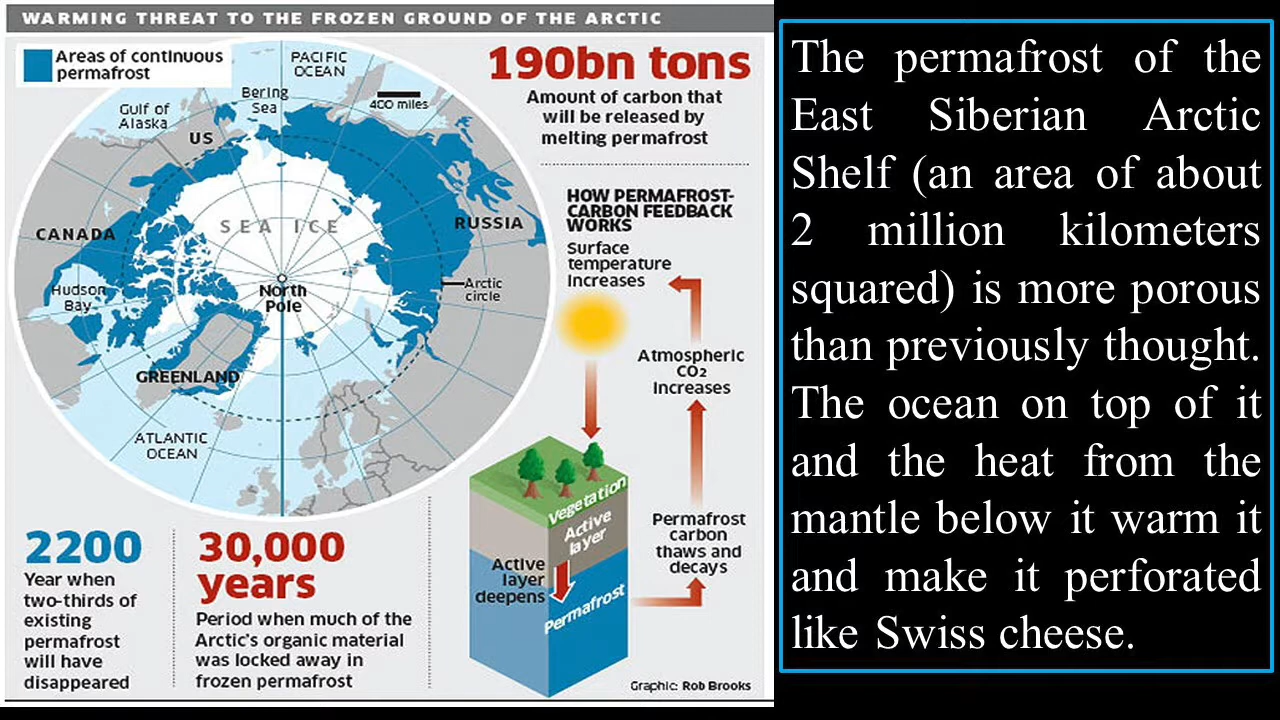 WARMING THREAT TO THE FROZEN GROUND OF THE ARCTIC
Areas of continuous
permafrost
PACIFIC
OCEAN
Bering
Sea
400 miles
Gulf of
Alaska
US
CANADA
SEA ICE
RUSSIA
Hudson
Bay
North
Pole
Arctic
circle
GREENLAND
ATLANTIC
OCEAN
190bn tons
Amount of carbon that
will be released by
melting permafrost
HOW PERMAFROST-
CARBON FEEDBACK
WORKS
Surface
temperature
increases
Atmospheric
CO2
increases
Permafrost
carbon
thaws and
decays
Vegetation
Active
layer
Active
layer
deepens
Permafrost
2200
Year when
two-thirds of
existing
permafrost
will have
disappeared
30,000
years
Period when much of the
Arctic's organic material
was locked away in
frozen permafrost
Graphic: Rob Brooks
The permafrost of the
East Siberian Arctic
Shelf (an area of about
2 million kilometers
squared) is more porous
than previously thought.
The ocean on top of it
and the heat from the
mantle below it warm it
and make it perforated
like Swiss cheese.